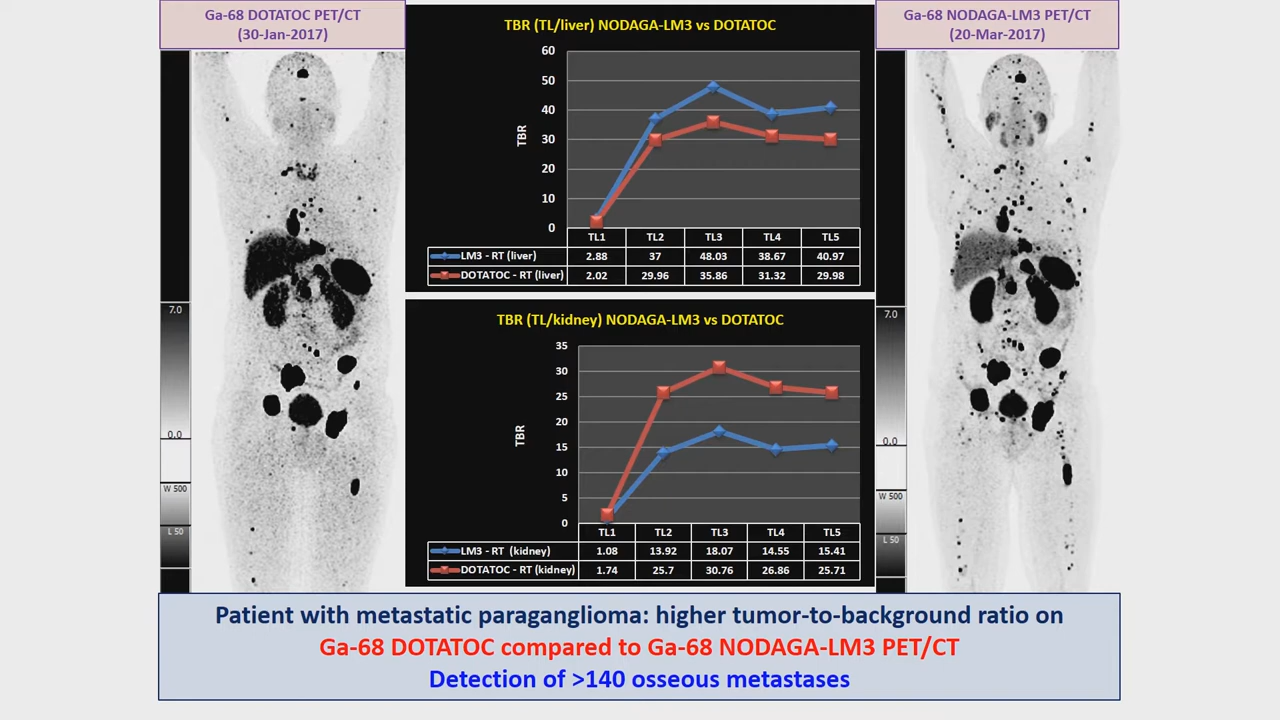 Ga-68 DOTATOC PET/CT
(30-Jan-2017)
7.0
0.0
W 500
L 50
TBR (TL/liver) NODAGA-LM3 vs DOTATOC
TBR
60
50
40
30
20
10
0
TL1 TL2 TL3 TL4 TL5
LM3 - RT (liver) 2.88 37 48.03 38.67 40.97
DOTATOC - RT (liver) 2.02 29.96 35.86 31.32 29.98
TBR (TL/kidney) NODAGA-LM3 vs DOTATOC
TBR
35
30
25
20
15
10
5
0
TL1 TL2 TL3 TL4 TL5
LM3 - RT (kidney) 1.08 13.92 18.07 14.55 15.41
DOTATOC - RT (kidney) 1.74 25.7 30.76 26.86 25.71
Ga-68 NODAGA-LM3 PET/CT
(20-Mar-2017)
7.0
0.0
W 500
L 50
Patient with metastatic paraganglioma: higher tumor-to-background ratio on
Ga-68 DOTATOC compared to Ga-68 NODAGA-LM3 PET/CT
Detection of >140 osseous metastases